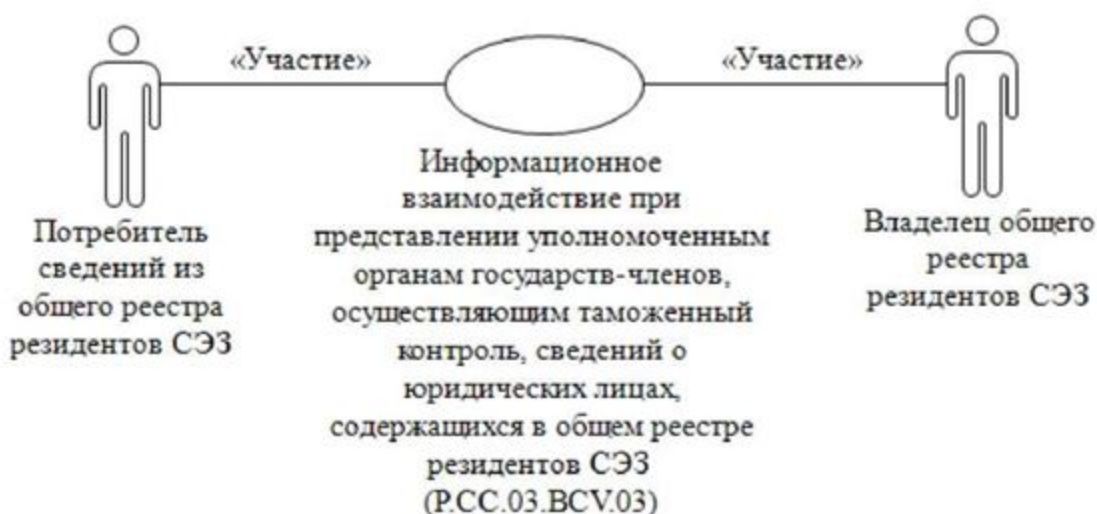 «Участие»
«Участие»
Потребитель
сведений из
общего реестра
резидентов СЭЗ
Информационное
взаимодействие при
представлении уполномоченным
органам государств-членов,
осуществляющим таможенный
контроль, сведений о
юридических лицах,
содержащихся в общем реестре
резидентов СЭЗ
(P.CC.03.BCV.03)
Владелец общего
реестра
резидентов СЭЗ